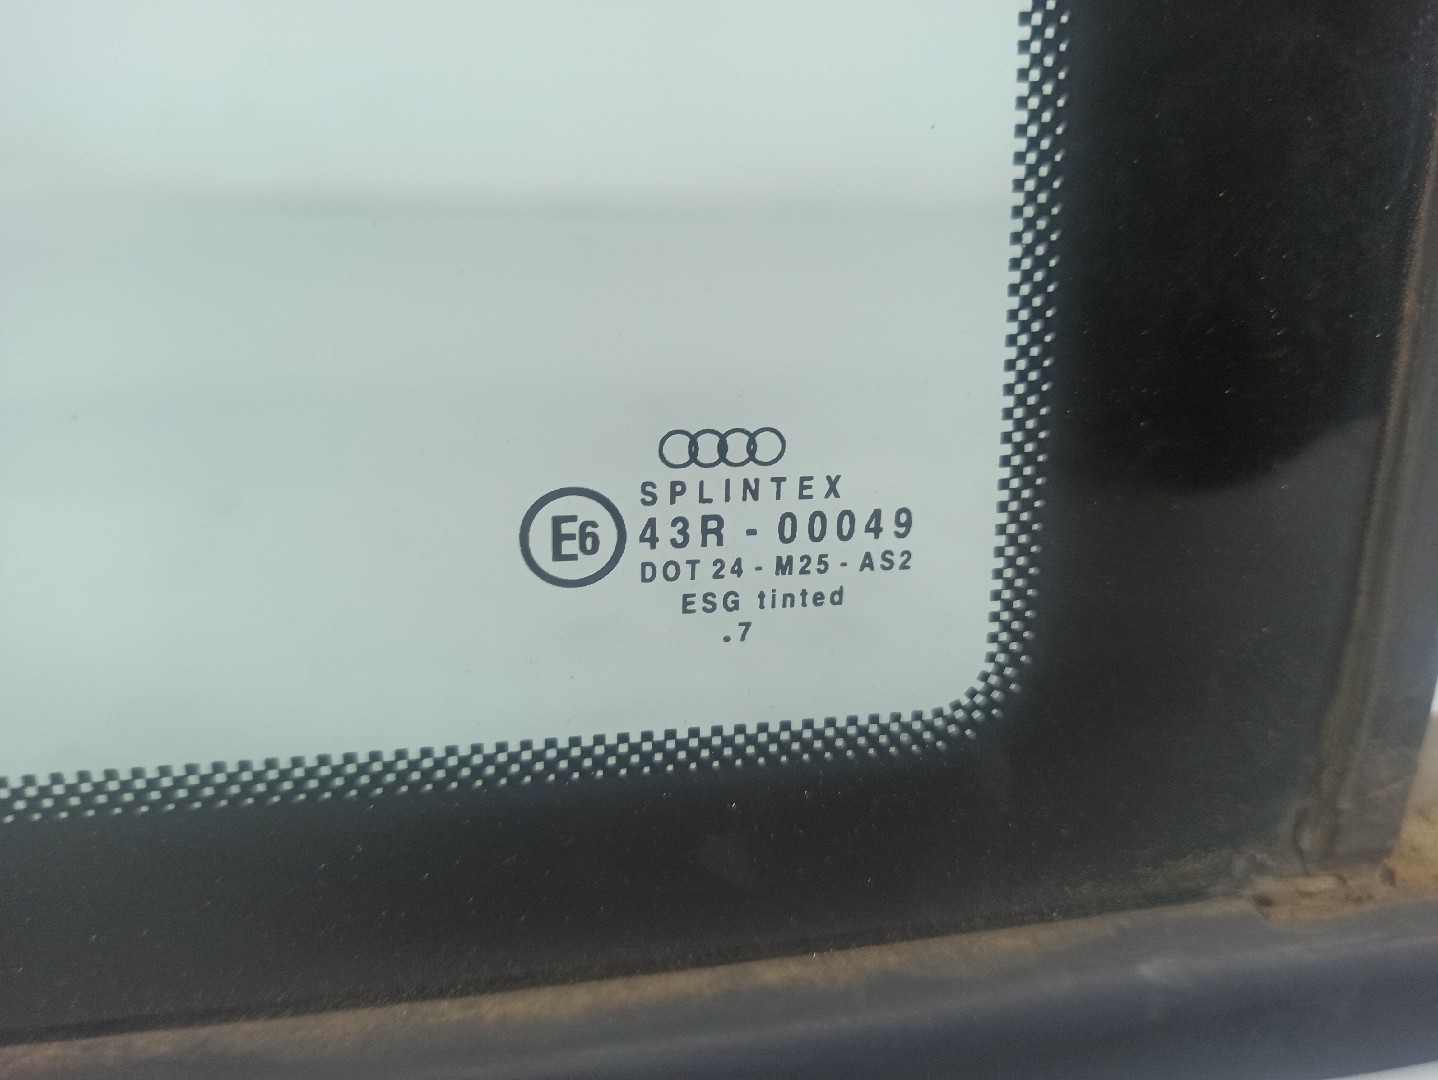 SPLINTEX
E6 43R - 00049
DOT 24 - M25 - AS2
ESG tinted
.7